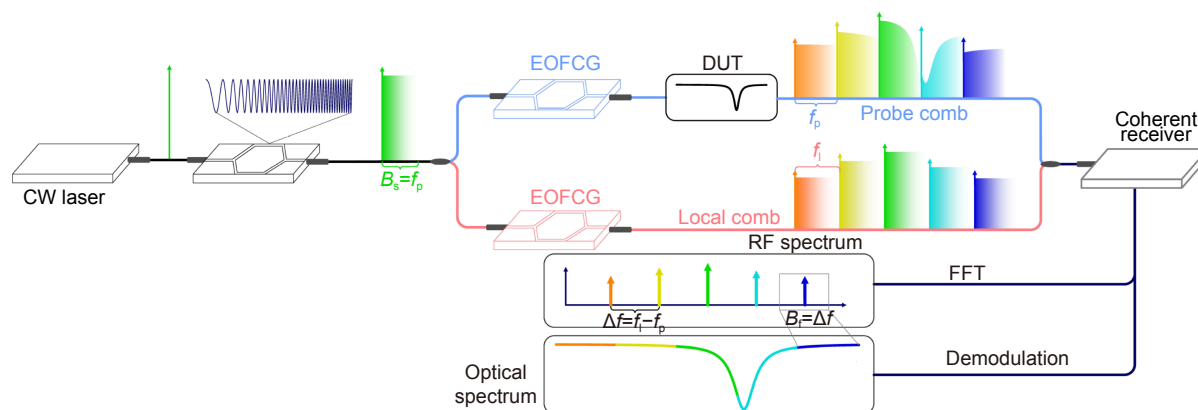 EOFCG
DUT
f_p
Probe comb
Coherent
receiver
CW laser
B_s=f_p
f_l
EOFCG
Local comb
RF spectrum
FFT
Δf=f_l−f_p
B_f=Δf
Optical
spectrum
Demodulation